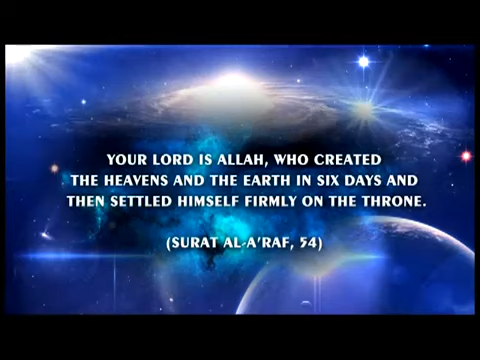 YOUR LORD IS ALLAH, WHO CREATED
THE HEAVENS AND THE EARTH IN SIX DAYS AND
THEN SETTLED HIMSELF FIRMLY ON THE THRONE.
(SURAT AL-A'RAF, 54)